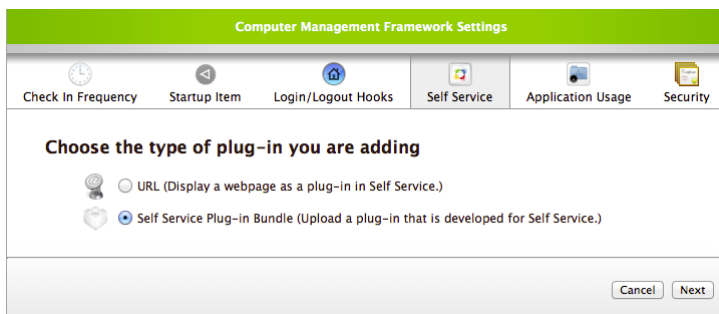 Computer Management Framework Settings
Check In Frequency Startup Item Login/Logout Hooks Self Service Application Usage Security
Choose the type of plug-in you are adding
URL (Display a webpage as a plug-in in Self Service.)
Self Service Plug-in Bundle (Upload a plug-in that is developed for Self Service.)
Cancel Next